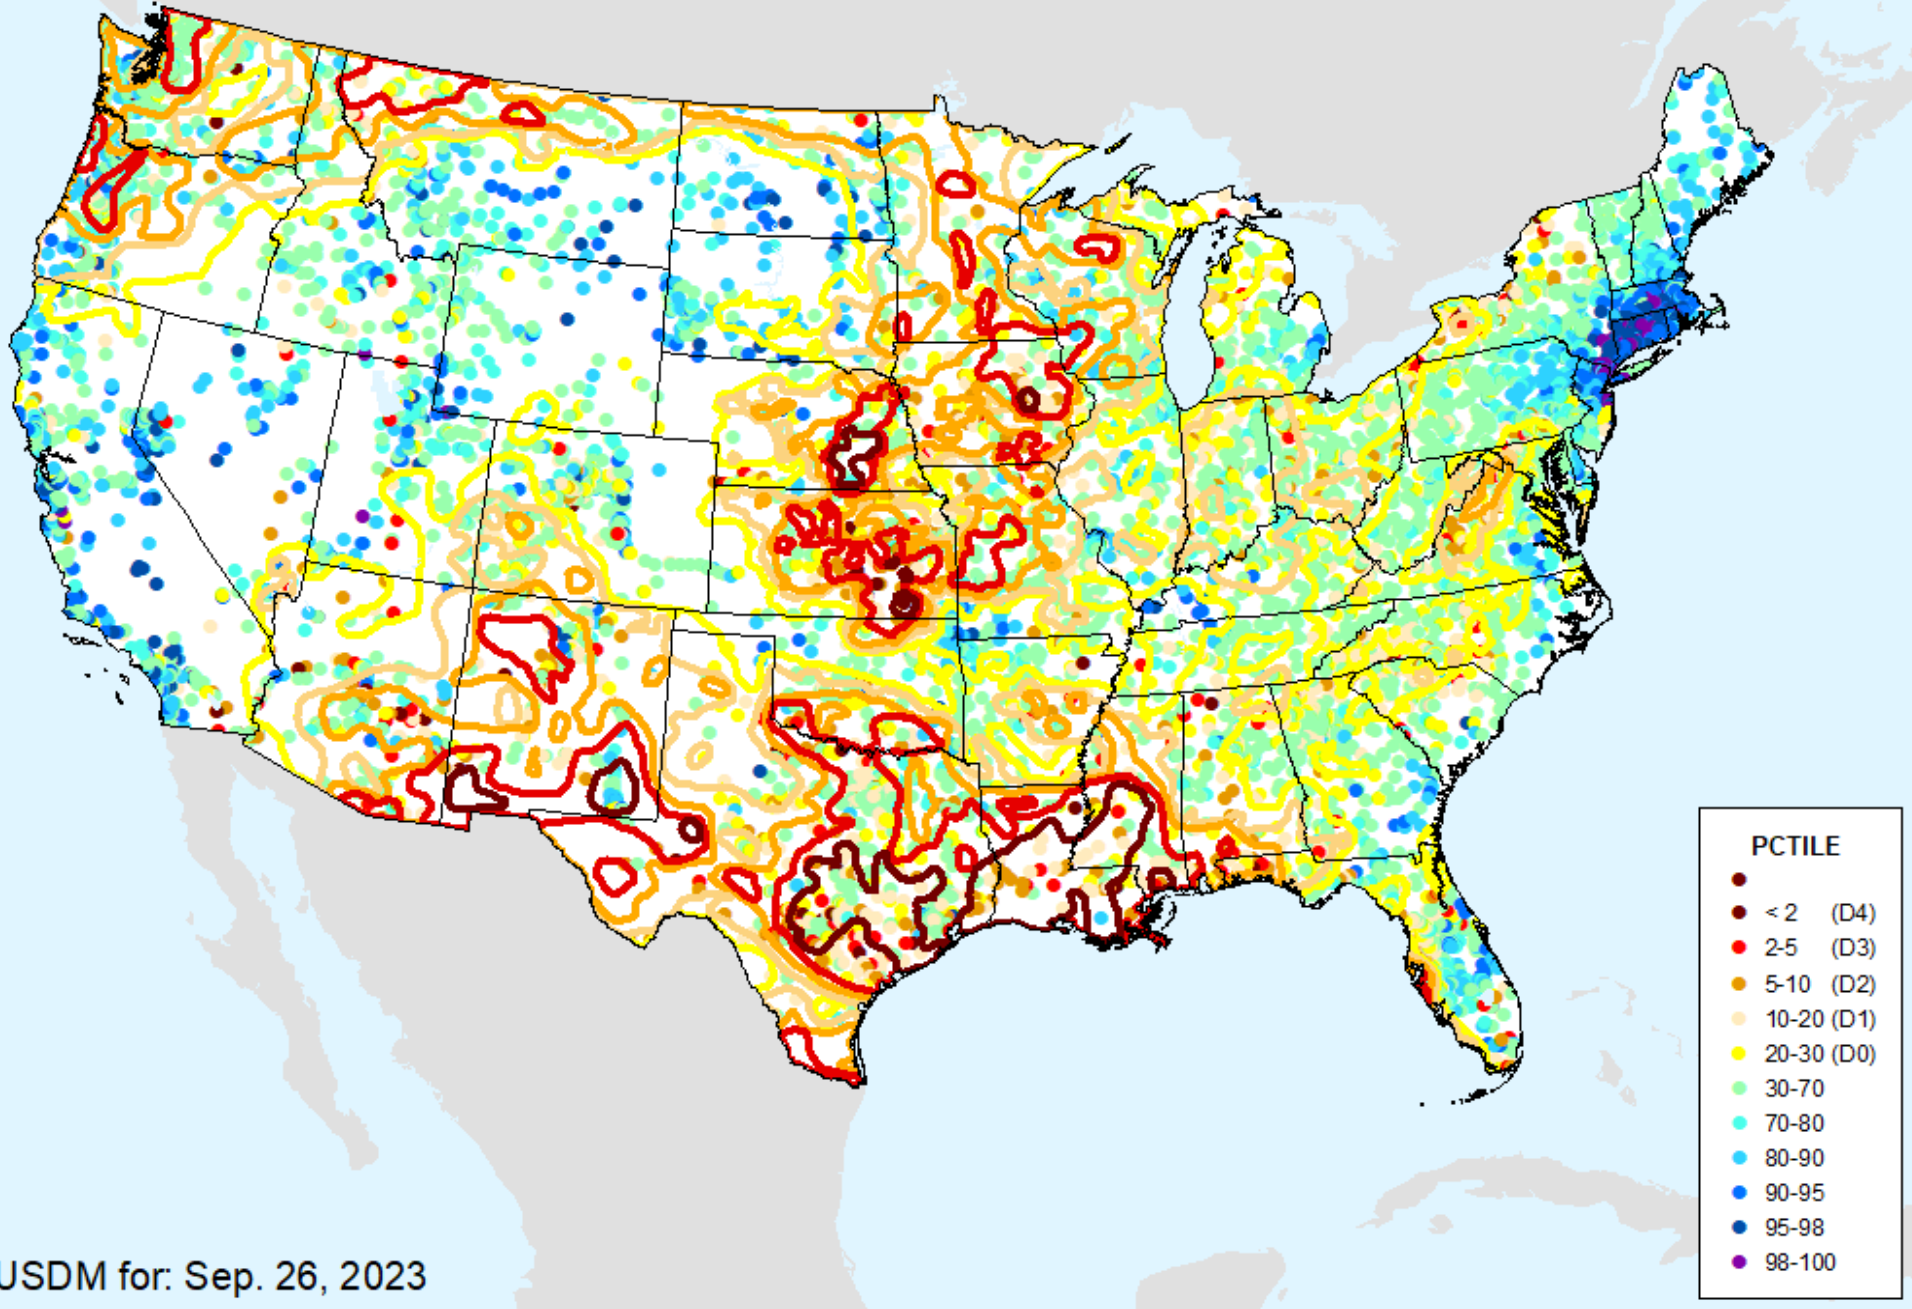 PCTILE
< 2 (D4)
2-5 (D3)
5-10 (D2)
10-20 (D1)
20-30 (D0)
30-70
70-80
80-90
90-95
95-98
98-100
USDM for: Sep. 26, 2023